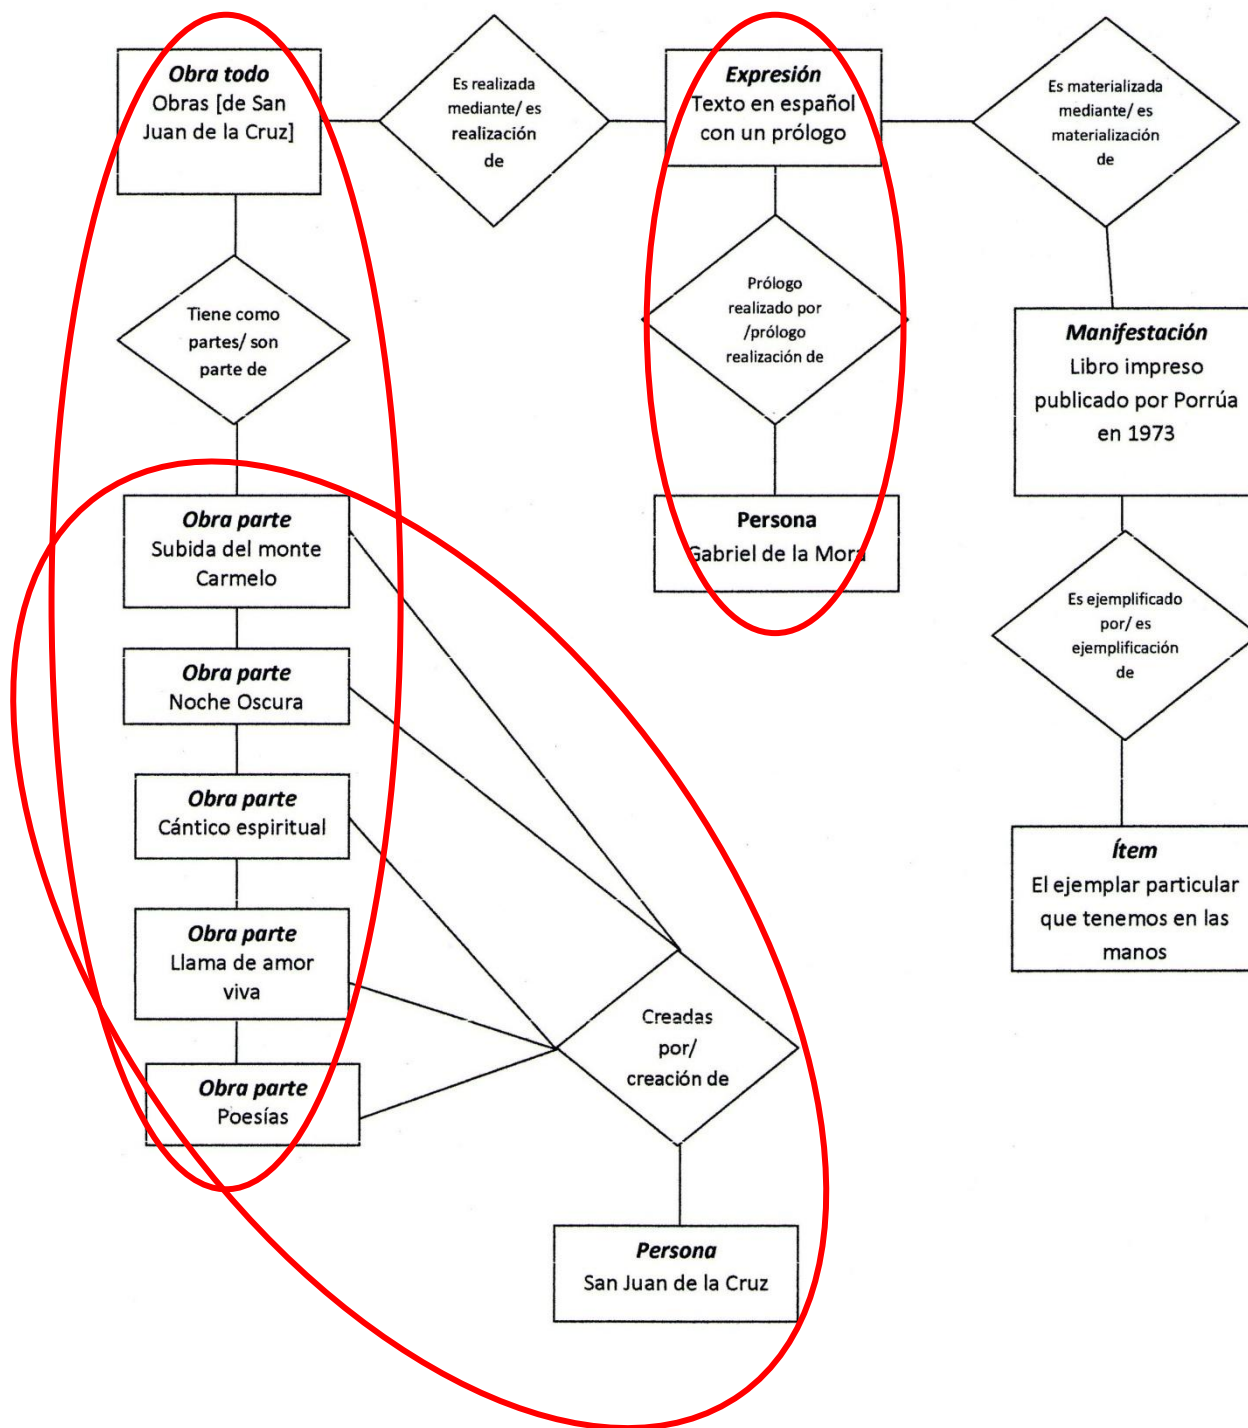 Obra todo
Obras [de San
Juan de la Cruz]
Es realizada
mediante/ es
realización
de
Expresión
Texto en español
con un prólogo
Es materializada
mediante/ es
materialización
de
Tiene como
partes/ son
parte de
Prólogo
realizado por
/prólogo
realización de
Manifestación
Libro impreso
publicado por Porrúa
en 1973
Obra parte
Subida del monte
Carmelo
Persona
Gabriel de la Mora
Es ejemplificado
por/ es
ejemplificación
de
Obra parte
Noche Oscura
Obra parte
Cántico espiritual
Ítem
El ejemplar particular
que tenemos en las
manos
Obra parte
Llama de amor
viva
Creadas
por/
creación de
Obra parte
Poesías
Persona
San Juan de la Cruz